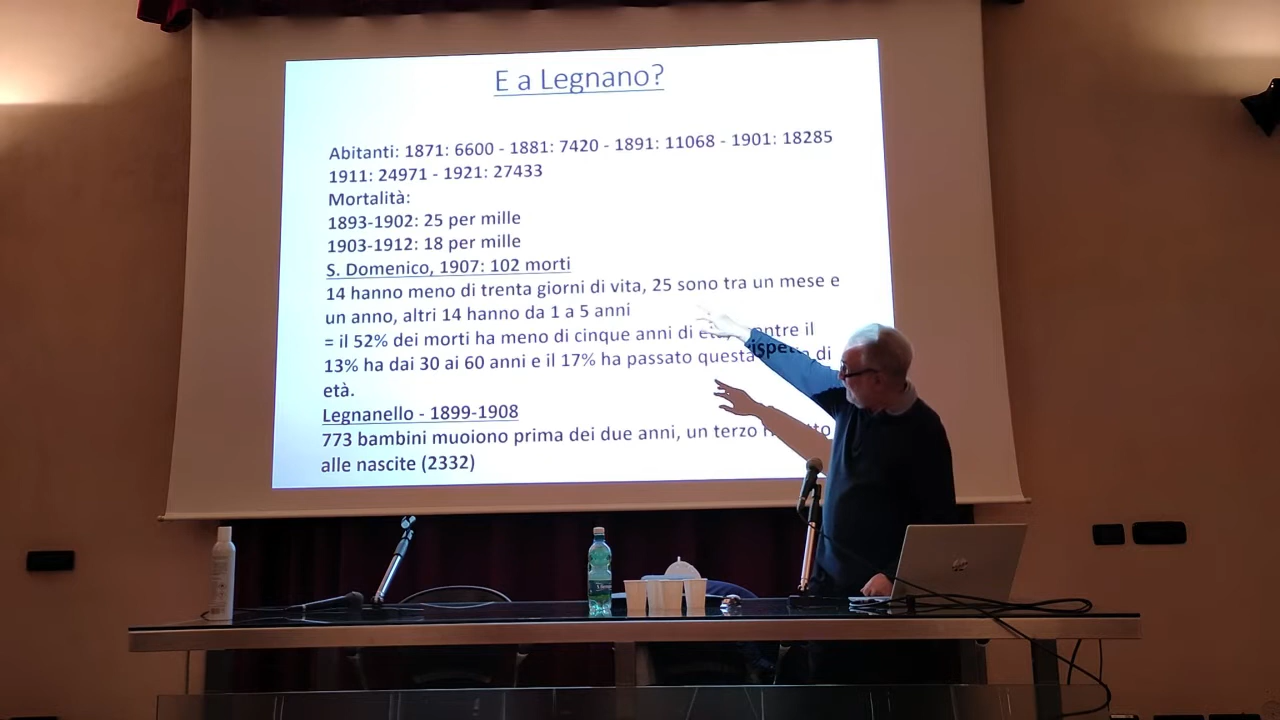 E a Legnano?
Abitanti: 1871: 6600 - 1881: 7420 - 1891: 11068 - 1901: 18285
1911: 24971 - 1921: 27433
Mortalità:
1893-1902: 25 per mille
1903-1912: 18 per mille
S. Domenico, 1907: 102 morti
14 hanno meno di trenta giorni di vita, 25 sono tra un mese e
un anno, altri 14 hanno da 1 a 5 anni
= il 52% dei morti ha meno di cinque anni di il
13% ha dai 30 ai 60 anni e il 17% ha passato questa di
età.
Legnanello - 1899-1908
773 bambini muoiono prima dei due anni, un terzo
alle nascite (2332)
hp